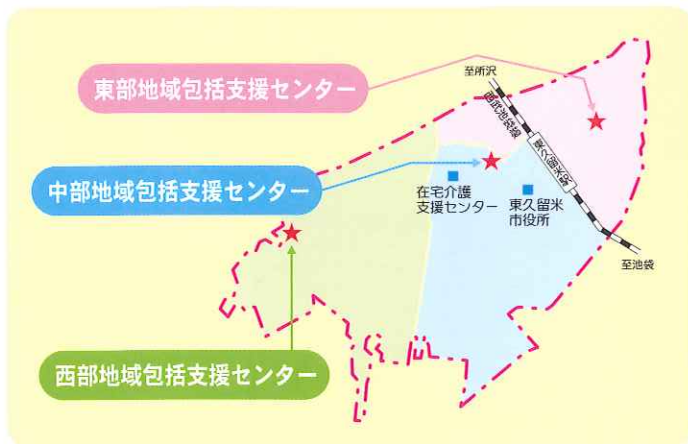 東部地域包括支援センター
至所沢
西武池袋線
東久留米駅
中部地域包括支援センター
在宅介護
支援センター
東久留米
市役所
至池袋
西部地域包括支援センター